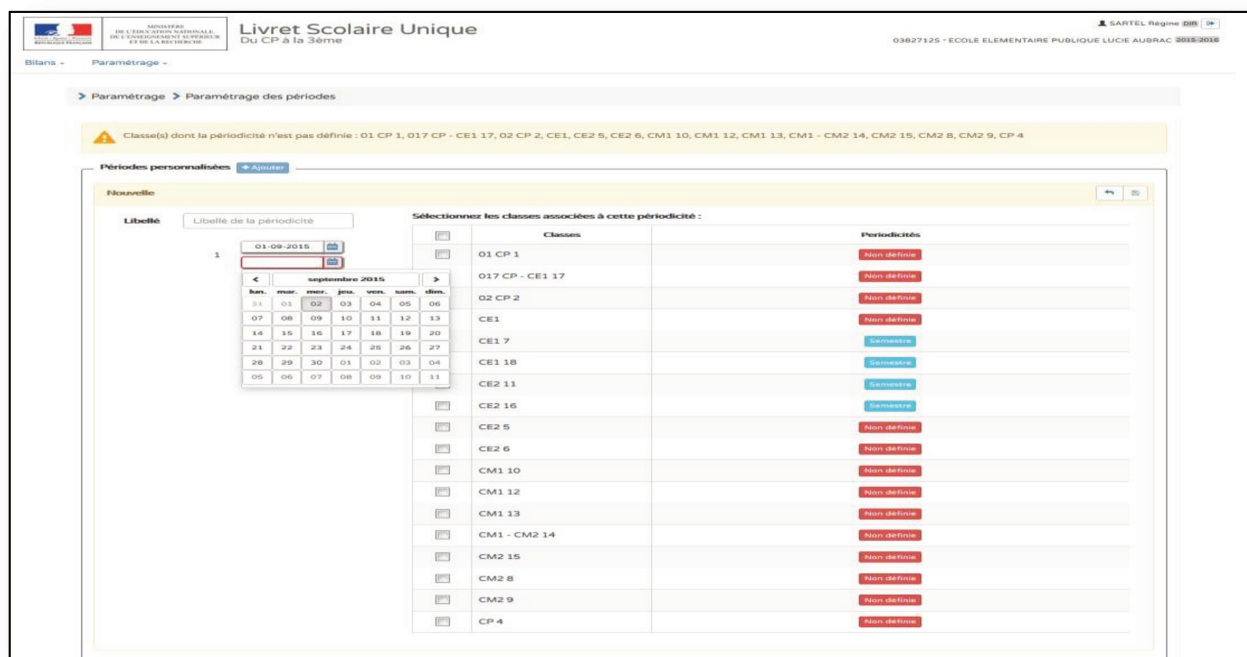 MINISTÈRE
DE L'ÉDUCATION NATIONALE,
DE L'ENSEIGNEMENT SUPÉRIEUR
ET DE LA RECHERCHE
Livret Scolaire Unique
Du CP à la 3éme
SARTEL Régine DIR
0382712S - ECOLE ELEMENTAIRE PUBLIQUE LUCIE AUBRAC 2015-2016
Bilans Paramétrage
Paramétrage Paramétrage des périodes
Classe(s) dont la périodicité n'est pas définie : 01 CP 1, 017 CP - CE1 17, 02 CP 2, CE1, CE2 5, CE2 6, CM1 10, CM1 12, CM1 13, CM1 - CM2 14, CM2 15, CM2 8, CM2 9, CP 4
Périodes personnalisées + Ajouter
Nouvelle
Libellé Libellé de la périodicité
Sélectionnez les classes associées à cette périodicité :
1 01-09-2015
< septembre 2015 >
lun. mar. mer. jeu. ven. sam. dim.
31 01 02 03 04 05 06
07 08 09 10 11 12 13
14 15 16 17 18 19 20
21 22 23 24 25 26 27
28 29 30 01 02 03 04
05 06 07 08 09 10 11
Classes Periodicités
01 CP 1 Non définie
017 CP - CE1 17 Non définie
02 CP 2 Non définie
CE1 Non définie
CE1 7 Semestre
CE1 18 Semestre
CE2 11 Semestre
CE2 16 Semestre
CE2 5 Non définie
CE2 6 Non définie
CM1 10 Non définie
CM1 12 Non définie
CM1 13 Non définie
CM1 - CM2 14 Non définie
CM2 15 Non définie
CM2 8 Non définie
CM2 9 Non définie
CP 4 Non définie